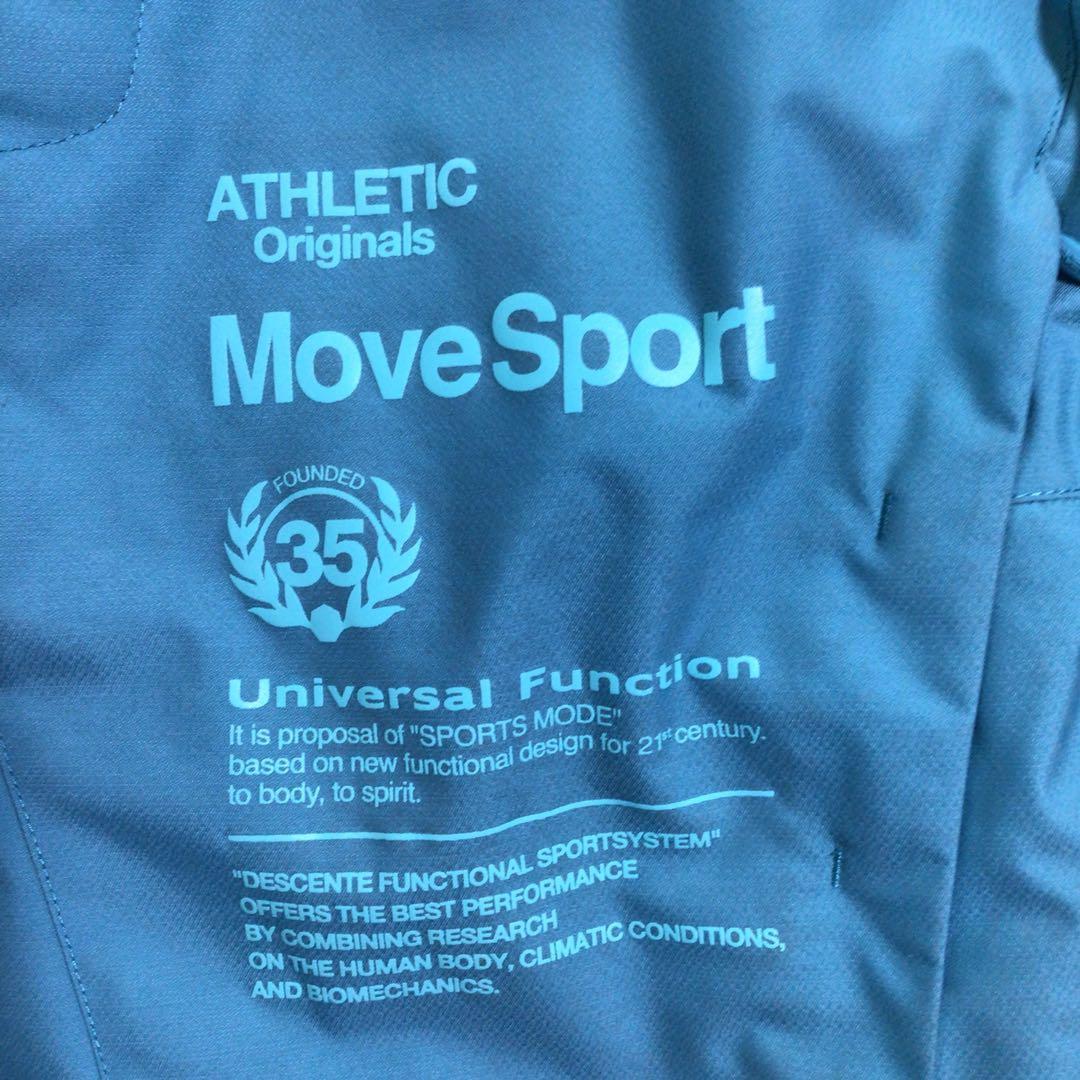 ATHLETIC
Originals
MoveSport
FOUNDED
35
Universal Function
It is proposal of "SPORTS MODE"
based on new functional design for 21st century.
to body, to spirit.
"DESCENTE FUNCTIONAL SPORTSYSTEM"
OFFERS THE BEST PERFORMANCE
BY COMBINING RESEARCH
ON THE HUMAN BODY, CLIMATIC CONDITIONS,
AND BIOMECHANICS.